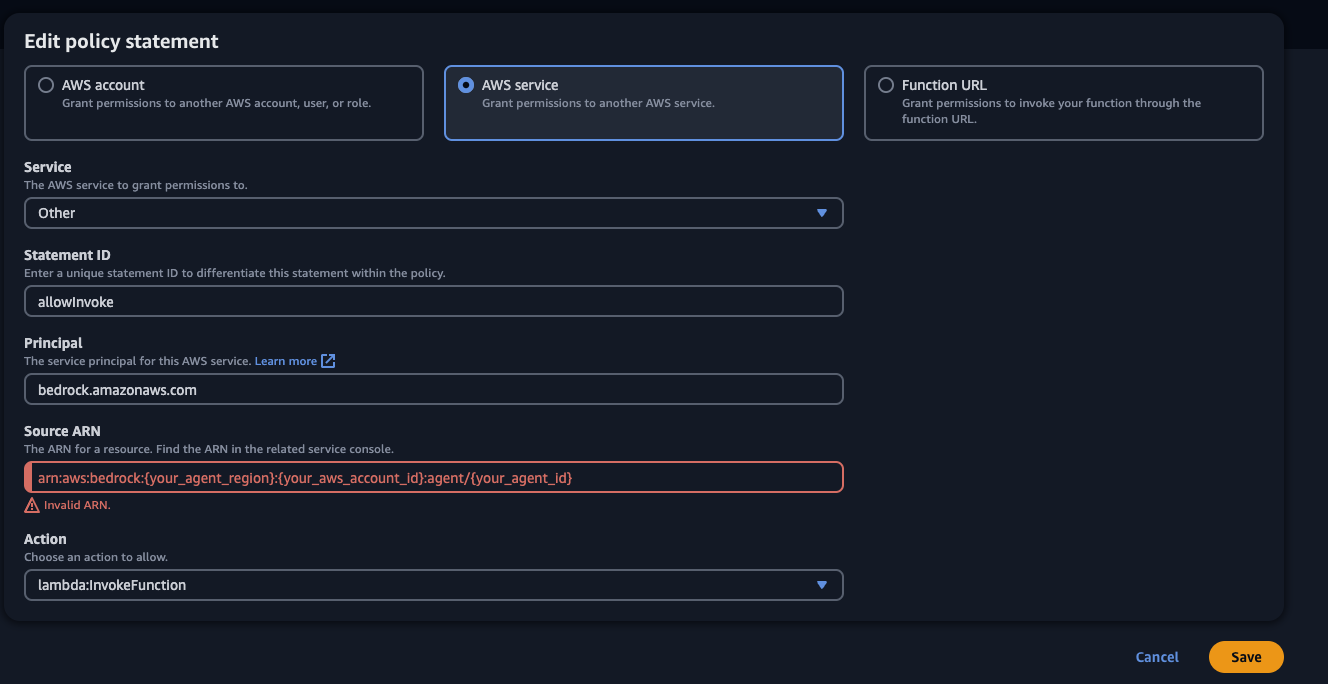 Edit policy statement
AWS account
Grant permissions to another AWS account, user, or role.
AWS service
Grant permissions to another AWS service.
Function URL
Grant permissions to invoke your function through the
function URL.
Service
The AWS service to grant permissions to.
Other
Statement ID
Enter a unique statement ID to differentiate this statement within the policy.
allowInvoke
Principal
The service principal for this AWS service. Learn more
bedrock.amazonaws.com
Source ARN
The ARN for a resource. Find the ARN in the related service console.
arn:aws:bedrock:{your_agent_region}:{your_aws_account_id}:agent/{your_agent_id}
Invalid ARN.
Action
Choose an action to allow.
lambda:InvokeFunction
Cancel
Save